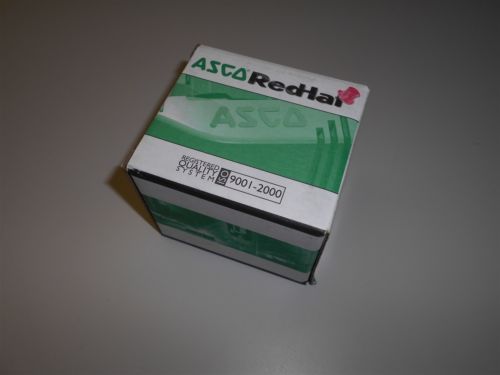 ASCO RedHat
ASCO
REGISTERED
QUALITY
SYSTEM
ISO
9001-2000